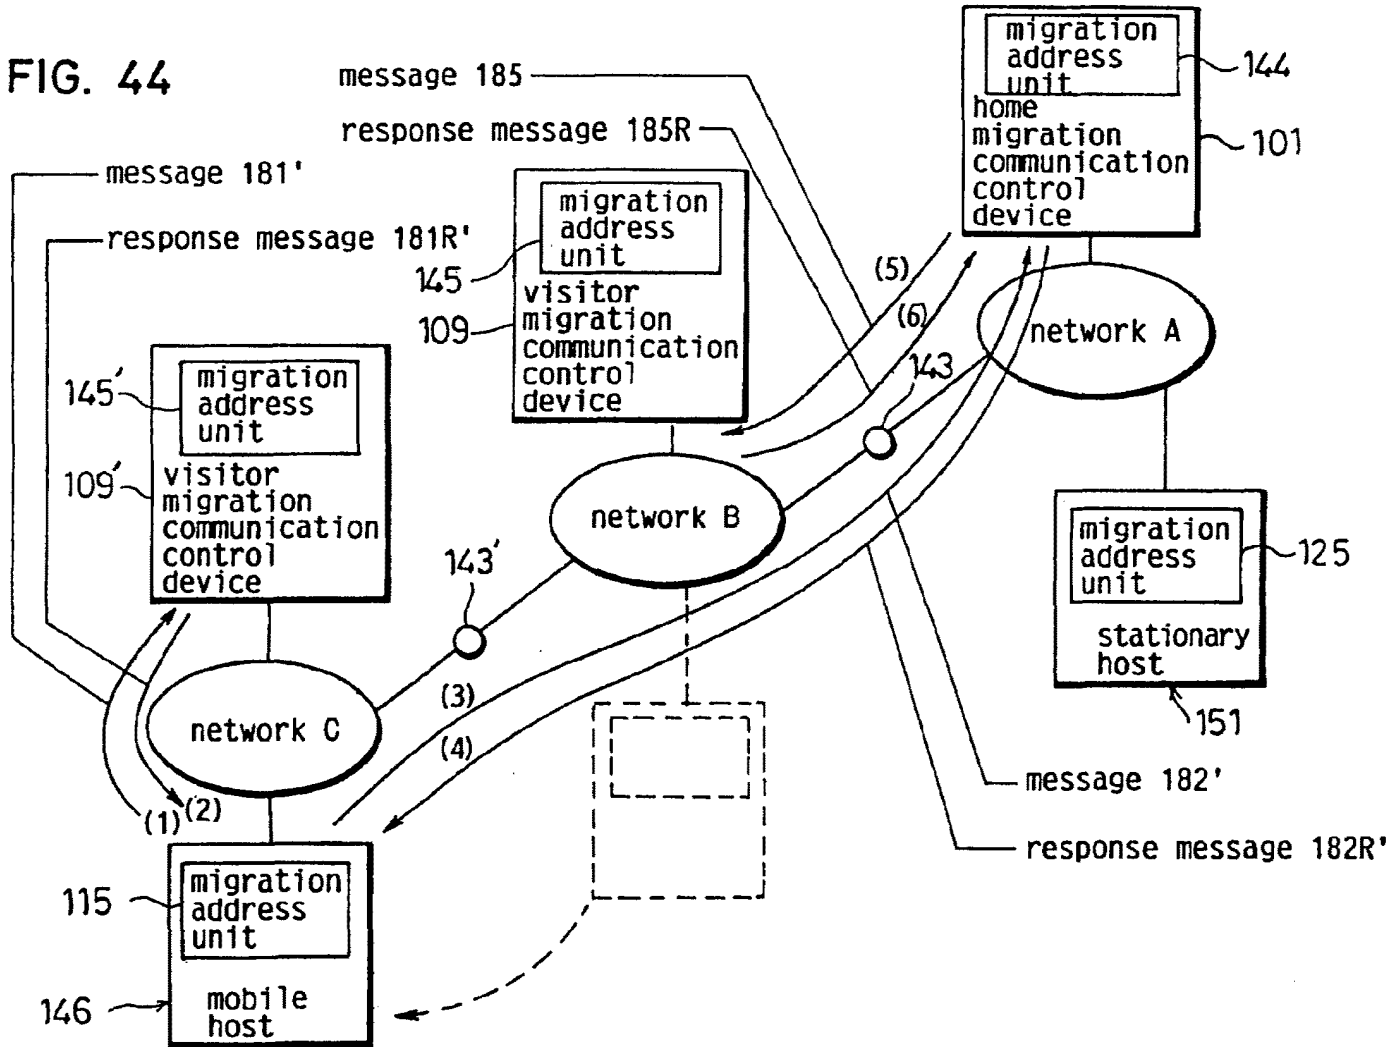 FIG. 44
message 185
response message 185R
message 181'
response message 181R'
migration
address
unit
home
migration
communication
control
device
144
101
migration
address
unit
visitor
migration
communication
control
device
145
109
(5)
(6)
143
network A
migration
address
unit
visitor
migration
communication
control
device
145'
109'
network B
143'
migration
address
unit
stationary
host
125
151
network C
(1)
(2)
(3)
(4)
message 182'
response message 182R'
migration
address
unit
mobile
host
115
146